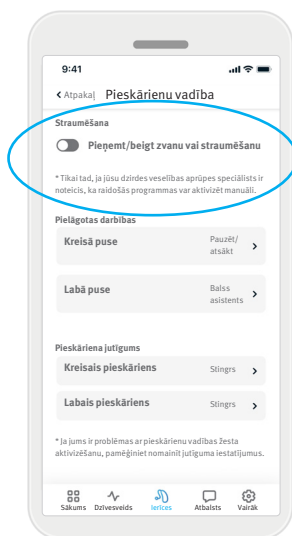 9:41
Atpakaļ Pieskārienu vadība
Straumēšana
Pieņemt/beigt zvanu vai straumēšanu
* Tikai tad, ja jūsu dzirdes veselības aprūpes speciālists ir
noteicis, ka raidošās programmas var aktivizēt manuāli.
Pielāgotas darbības
Kreisā puse Pauzēt/
atsākt
Labā puse Balss
asistents
Pieskāriena jutīgums
Kreisais pieskāriens Stingrs
Labais pieskāriens Stingrs
* Ja jums ir problēmas ar pieskārienu vadības žesta
aktivizēšanu, pamēģiniet nomainīt jutīguma iestatījumus.
Sākums Dzīvesveids Ierīces Atbalsts Vairāk